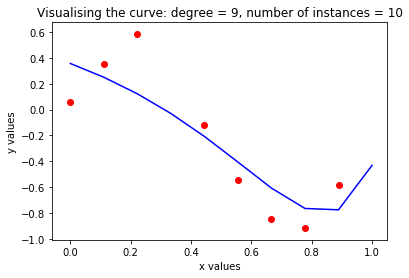 Visualising the curve: degree = 9, number of instances = 10
0.6
0.4
0.2
0.0
−0.2
−0.4
−0.6
−0.8
−1.0
y values
0.0 0.2 0.4 0.6 0.8 1.0
x values